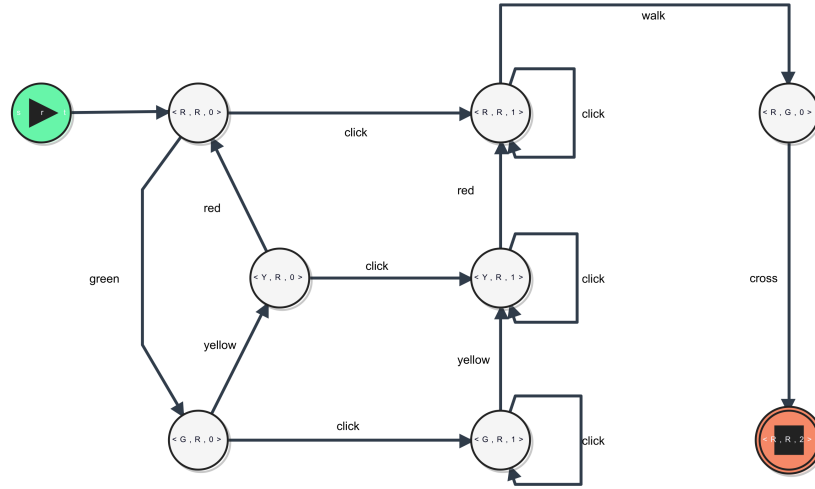 walk
< R , R , 0 >
< R , R , 1 >
< R , G , 0 >
click
click
red
red
green
< Y , R , 0 >
click
< Y , R , 1 >
click
cross
yellow
yellow
click
< G , R , 0 >
< G , R , 1 >
click
< R , R , 2 >